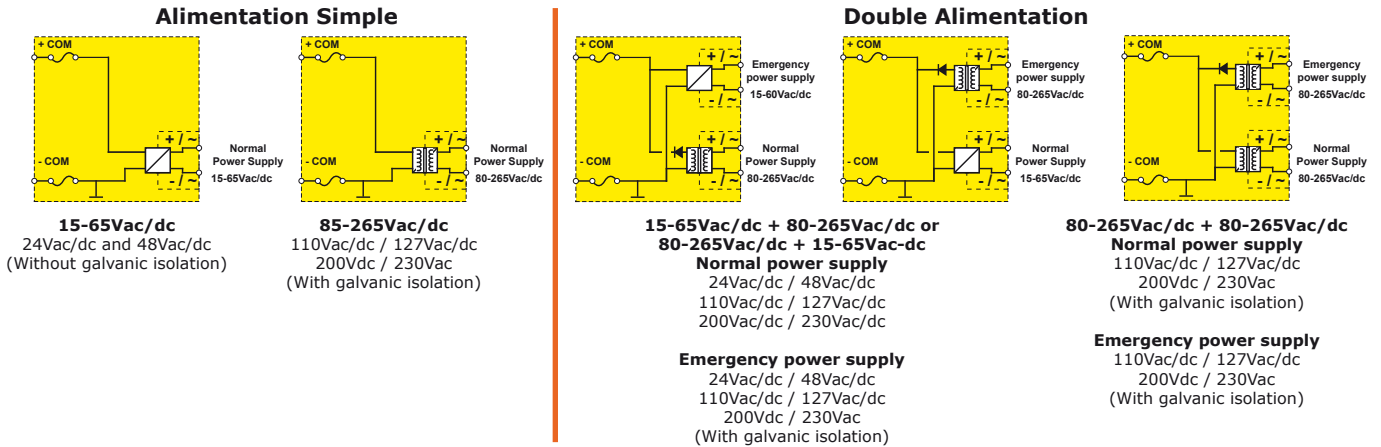 Alimentation Simple
+ COM
- COM
+ / ~
- / ~
Normal
Power Supply
15-65Vac/dc
15-65Vac/dc
24Vac/dc and 48Vac/dc
(Without galvanic isolation)
+ COM
- COM
+ / ~
- / ~
Normal
Power Supply
80-265Vac/dc
85-265Vac/dc
110Vac/dc / 127Vac/dc
200Vdc / 230Vac
(With galvanic isolation)
Double Alimentation
+ COM
+ / ~
- / ~
Emergency
power supply
15-60Vac/dc
- COM
+ / ~
- / ~
Normal
Power Supply
80-265Vac/dc
+ COM
+ / ~
- / ~
Emergency
power supply
80-265Vac/dc
- COM
+ / ~
- / ~
Normal
Power Supply
15-65Vac/dc
15-65Vac/dc + 80-265Vac/dc or
80-265Vac/dc + 15-65Vac-dc
Normal power supply
24Vac/dc / 48Vac/dc
110Vac/dc / 127Vac/dc
200Vac/dc / 230Vac/dc
Emergency power supply
24Vac/dc / 48Vac/dc
110Vac/dc / 127Vac/dc
200Vdc / 230Vac
(With galvanic isolation)
+ COM
+ / ~
- / ~
Emergency
power supply
80-265Vac/dc
- COM
+ / ~
- / ~
Normal
Power Supply
80-265Vac/dc
80-265Vac/dc + 80-265Vac/dc
Normal power supply
110Vac/dc / 127Vac/dc
200Vdc / 230Vac
(With galvanic isolation)
Emergency power supply
110Vac/dc / 127Vac/dc
200Vdc / 230Vac
(With galvanic isolation)